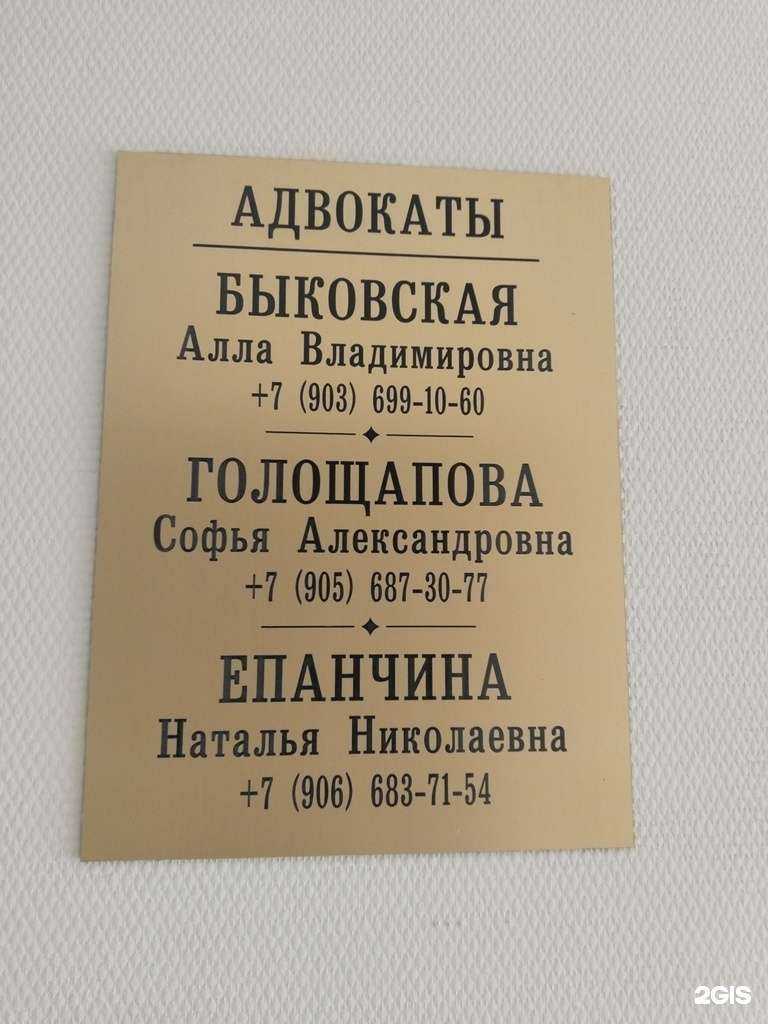 АДВОКАТЫ
БЫКОВСКАЯ
Алла Владимировна
+7 (903) 699-10-60
ГОЛОЩАПОВА
Софья Александровна
+7 (905) 687-30-77
ЕПАНЧИНА
Наталья Николаевна
+7 (906) 683-71-54
2GIS